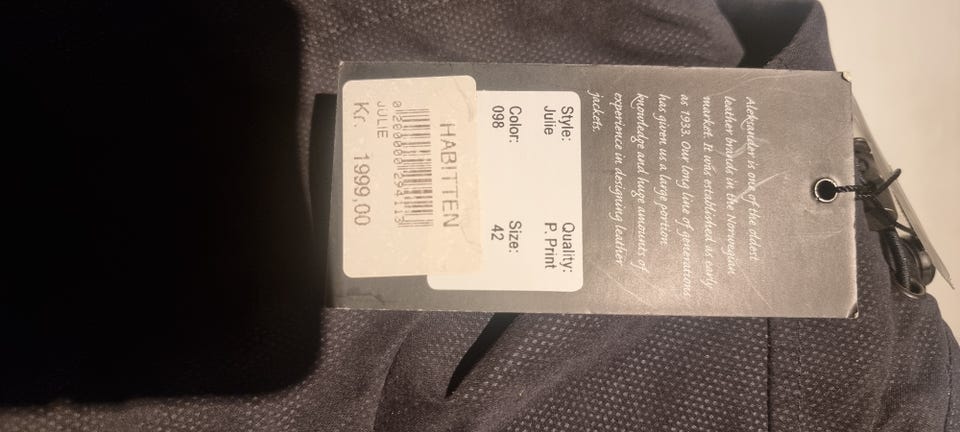 Aleksander is one of the oldest
leather brands in the Norwegian
market. It was established as early
as 1933. Our long line of generations
has given us a large portion
knowledge and huge amounts of
experience in designing leather
jackets.
Style: Quality:
Julie P. Print
Color: Size:
098 42
HABITTEN
0200000294113
JULIE
Kr. 1999,00